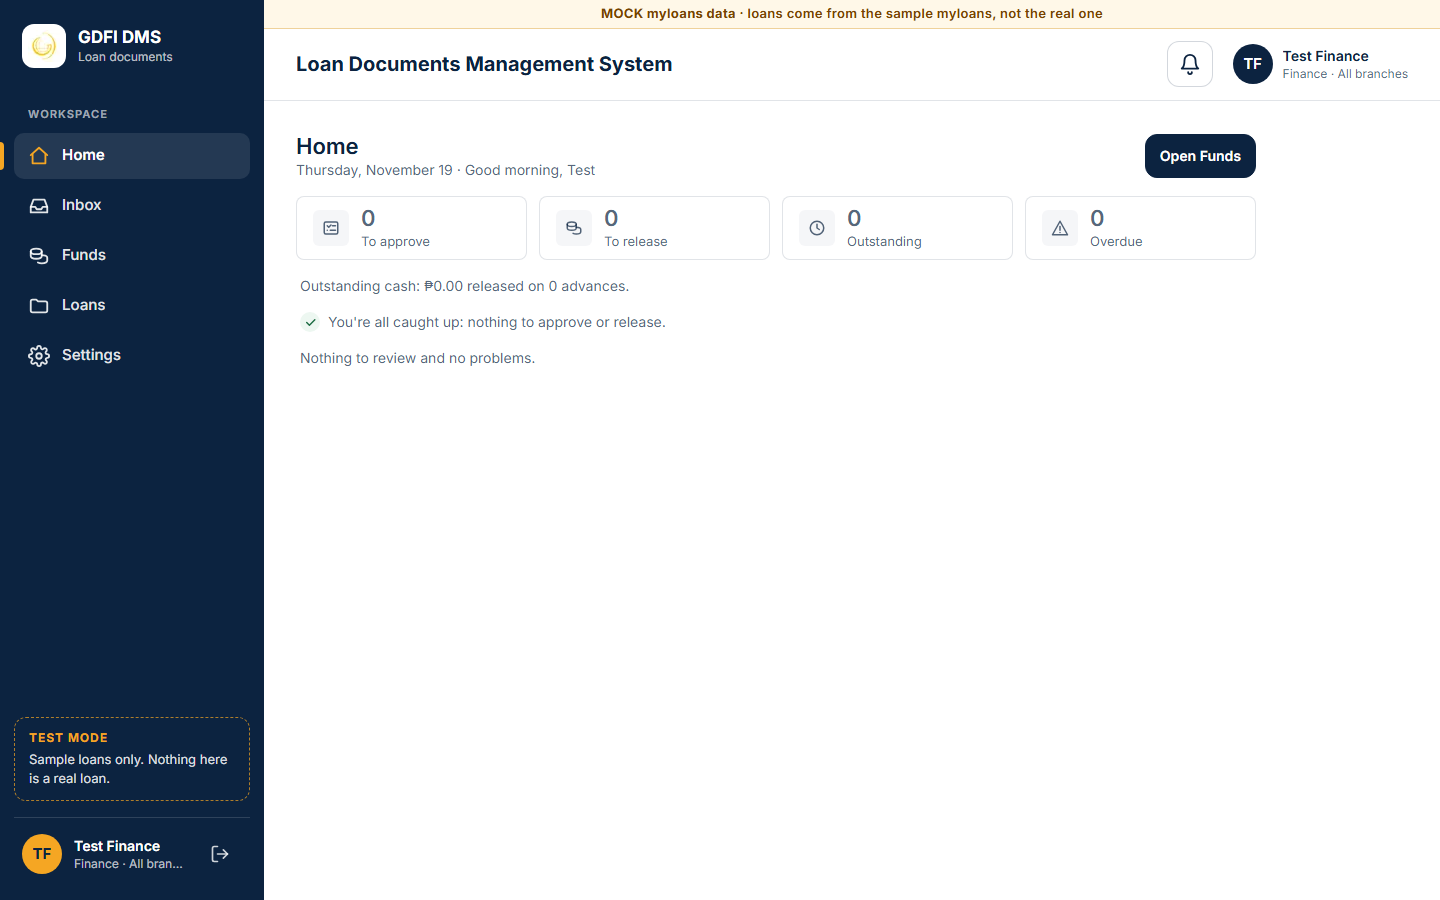 GDFI DMS
Loan documents
WORKSPACE
Home
Inbox
Funds
Loans
Settings
TEST MODE
Sample loans only. Nothing here
is a real loan.
TF
Test Finance
Finance · All bran...
MOCK myloans data · loans come from the sample myloans, not the real one
Loan Documents Management System
TF
Test Finance
Finance · All branches
Home
Thursday, November 19 · Good morning, Test
Open Funds
0
To approve
0
To release
0
Outstanding
0
Overdue
Outstanding cash: ₱0.00 released on 0 advances.
You're all caught up: nothing to approve or release.
Nothing to review and no problems.